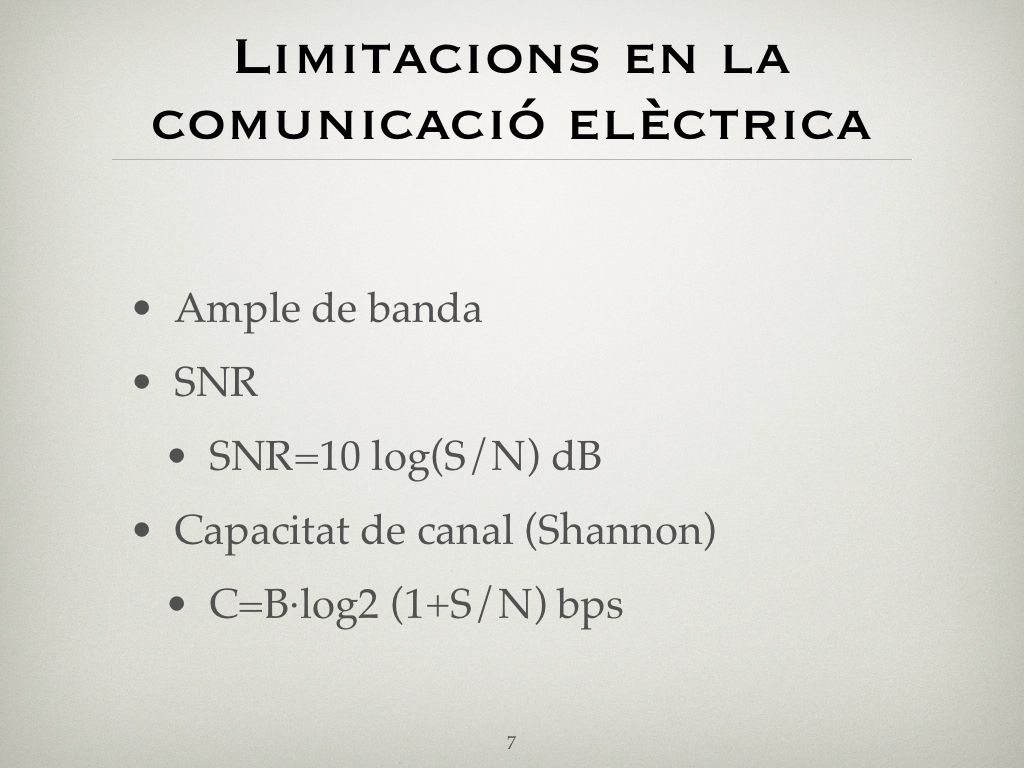 Limitacions en la
comunicació elèctrica
• Ample de banda
• SNR
• SNR=10 log(S/N) dB
• Capacitat de canal (Shannon)
• C=B·log2 (1+S/N) bps
7